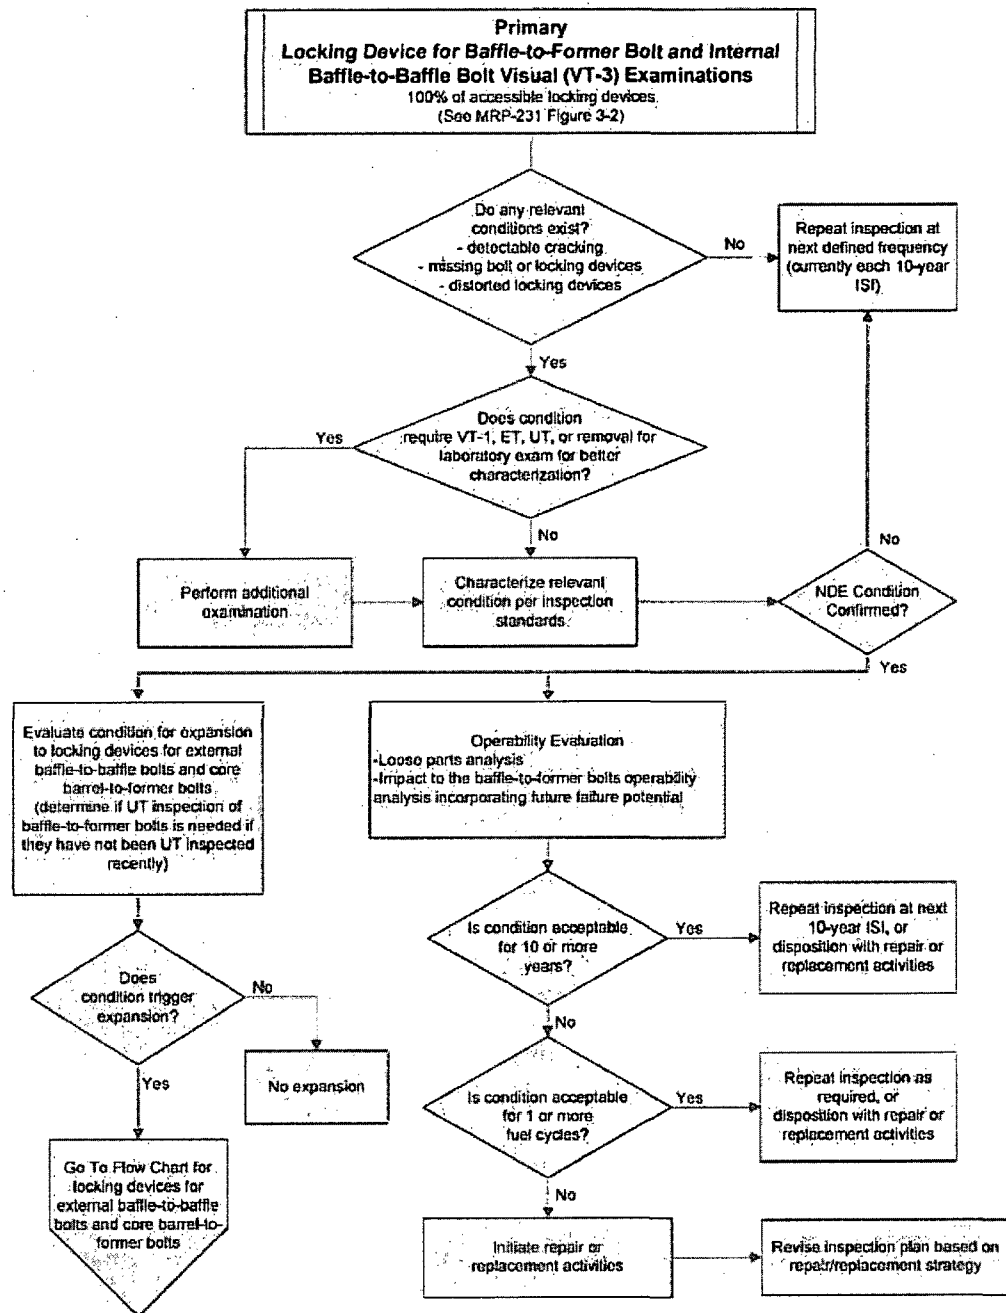 Primary
Locking Device for Baffle-to-Former Bolt and Internal
Baffle-to-Baffle Bolt Visual (VT-3) Examinations
100% of accessible locking devices.
(See MRP-231 Figure 3-2)
Do any relevant
conditions exist?
- detectable cracking
- missing bolt or locking devices
- distorted locking devices
No
Repeat inspection at
next defined frequency
(currently each 10-year
ISI)
Yes
Does condition
require VT-1, ET, UT, or removal for
laboratory exam for better
characterization?
Yes
No
No
Perform additional
examination
Characterize relevant
condition per inspection
standards
NDE Condition
Confirmed?
Yes
Evaluate condition for expansion
to locking devices for external
baffle-to-baffle bolts and core
barrel-to-former bolts
(determine if UT inspection of
baffle-to-former bolts is needed if
they have not been UT inspected
recently)
Operability Evaluation
-Loose parts analysis
-Impact to the baffle-to-former bolts operability
analysis incorporating future failure potential
Is condition acceptable
for 10 or more
years?
Yes
Repeat inspection at next
10-year ISI, or
disposition with repair or
replacement activities
Does
condition trigger
expansion?
No
No
Yes
No expansion
Is condition acceptable
for 1 or more
fuel cycles?
Yes
Repeat inspection as
required, or
disposition with repair or
replacement activities
Go To Flow Chart for
locking devices for
external baffle-to-baffle
bolts and core barrel-to-
former bolts
No
Initiate repair or
replacement activities
Revise inspection plan based on
repair/replacement strategy